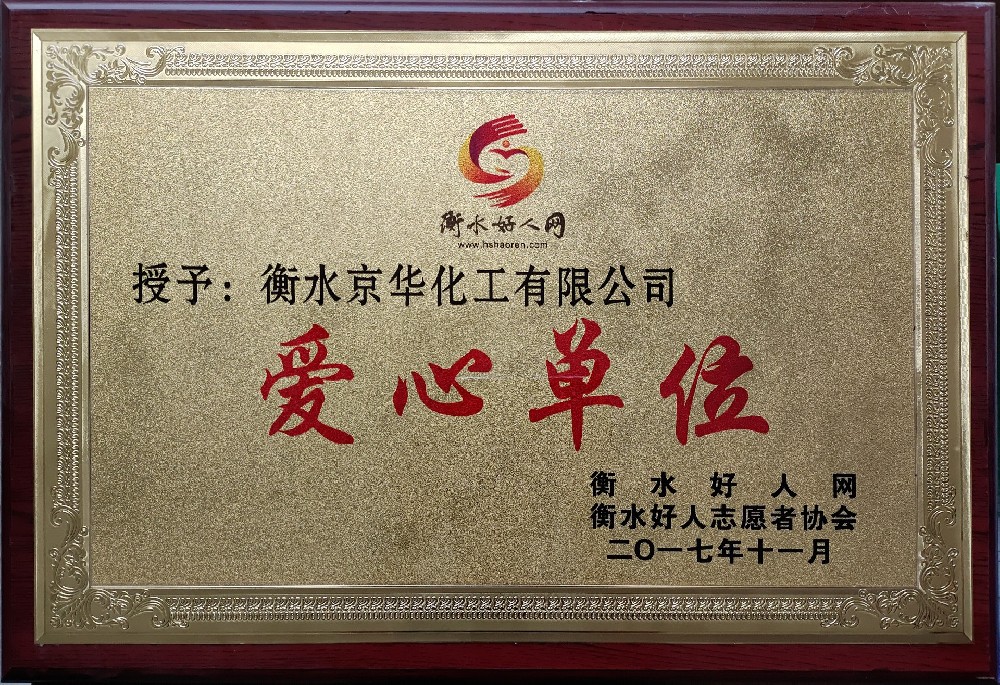 衡水好人网
www.hshaoren.com
授予：衡水京华化工有限公司
爱心单位
衡水好人网
衡水好人志愿者协会
二〇一七年十一月